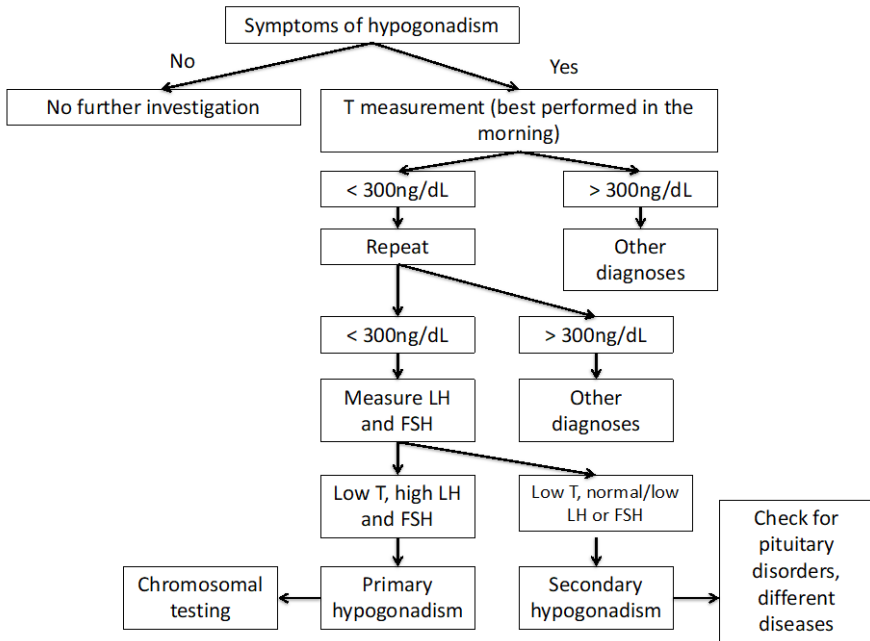 Symptoms of hypogonadism
No
Yes
No further investigation
T measurement (best performed in the
morning)
< 300ng/dL
> 300ng/dL
Repeat
Other
diagnoses
< 300ng/dL
> 300ng/dL
Measure LH
and FSH
Other
diagnoses
Low T, high LH
and FSH
Low T, normal/low
LH or FSH
Check for
pituitary
disorders,
different
diseases
Chromosomal
testing
Primary
hypogonadism
Secondary
hypogonadism